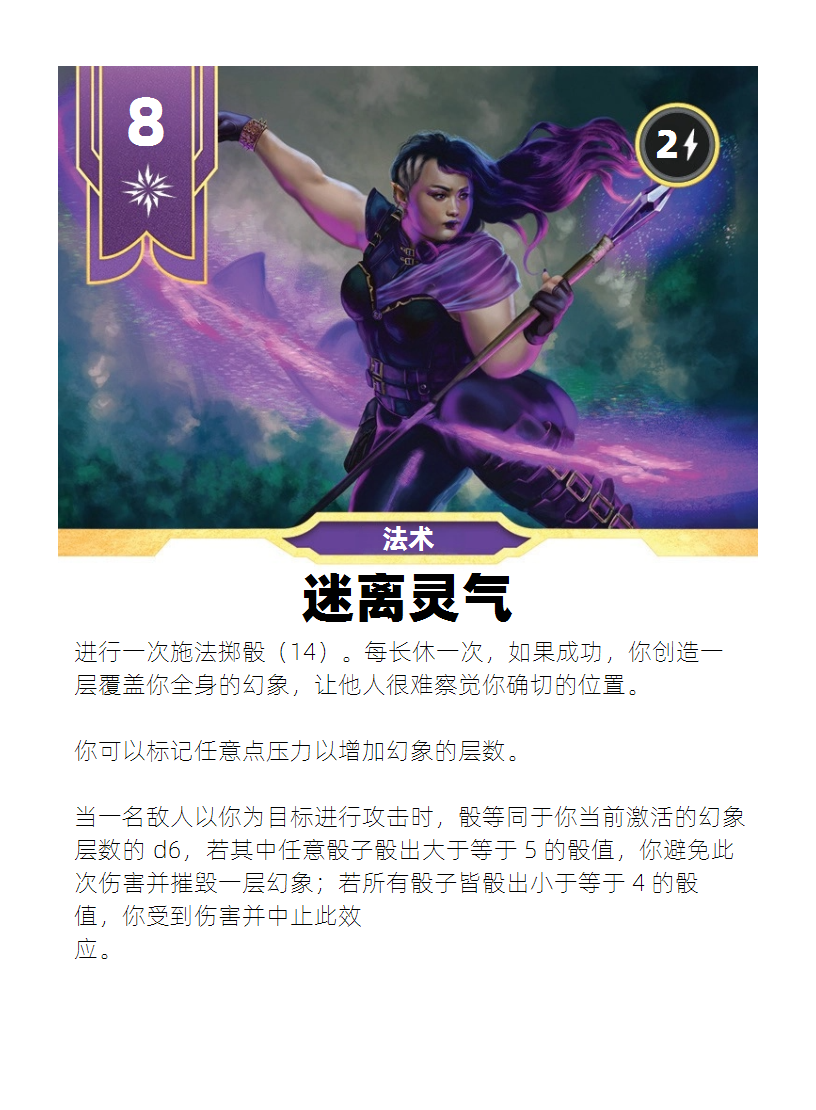 8
2
法术
迷离灵气
进行一次施法掷骰（14）。每长休一次，如果成功，你创造一
层覆盖你全身的幻象，让他人很难察觉你确切的位置。
你可以标记任意点压力以增加幻象的层数。
当一名敌人以你为目标进行攻击时，骰等同于你当前激活的幻象
层数的 d6，若其中任意骰子骰出大于等于 5 的骰值，你避免此
次伤害并摧毁一层幻象；若所有骰子皆骰出小于等于 4 的骰
值，你受到伤害并中止此效
应。